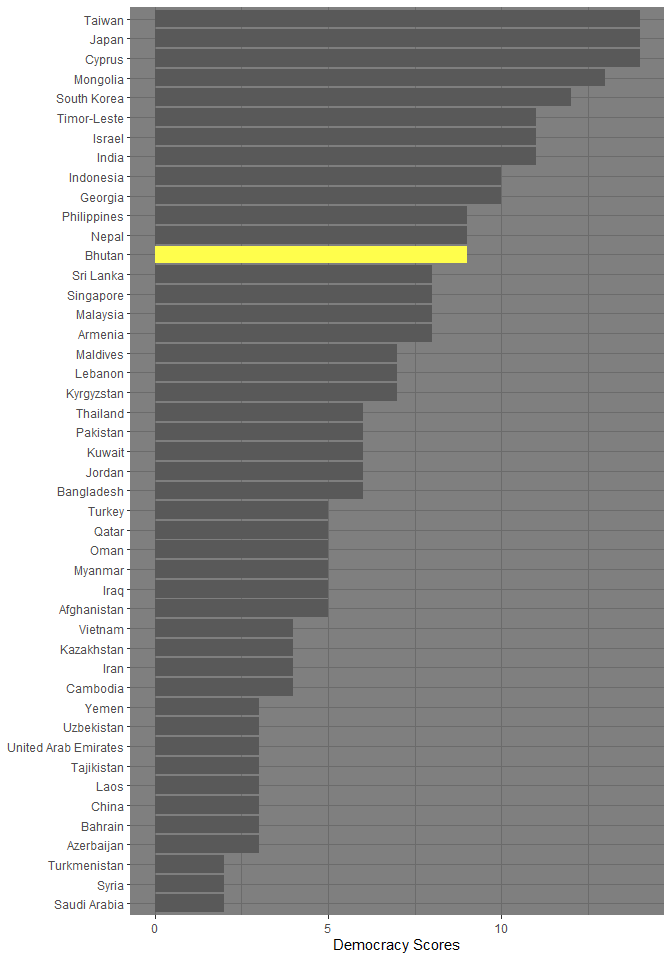 Taiwan
Japan
Cyprus
Mongolia
South Korea
Timor-Leste
Israel
India
Indonesia
Georgia
Philippines
Nepal
Bhutan
Sri Lanka
Singapore
Malaysia
Armenia
Maldives
Lebanon
Kyrgyzstan
Thailand
Pakistan
Kuwait
Jordan
Bangladesh
Turkey
Qatar
Oman
Myanmar
Iraq
Afghanistan
Vietnam
Kazakhstan
Iran
Cambodia
Yemen
Uzbekistan
United Arab Emirates
Tajikistan
Laos
China
Bahrain
Azerbaijan
Turkmenistan
Syria
Saudi Arabia
0 5 10
Democracy Scores